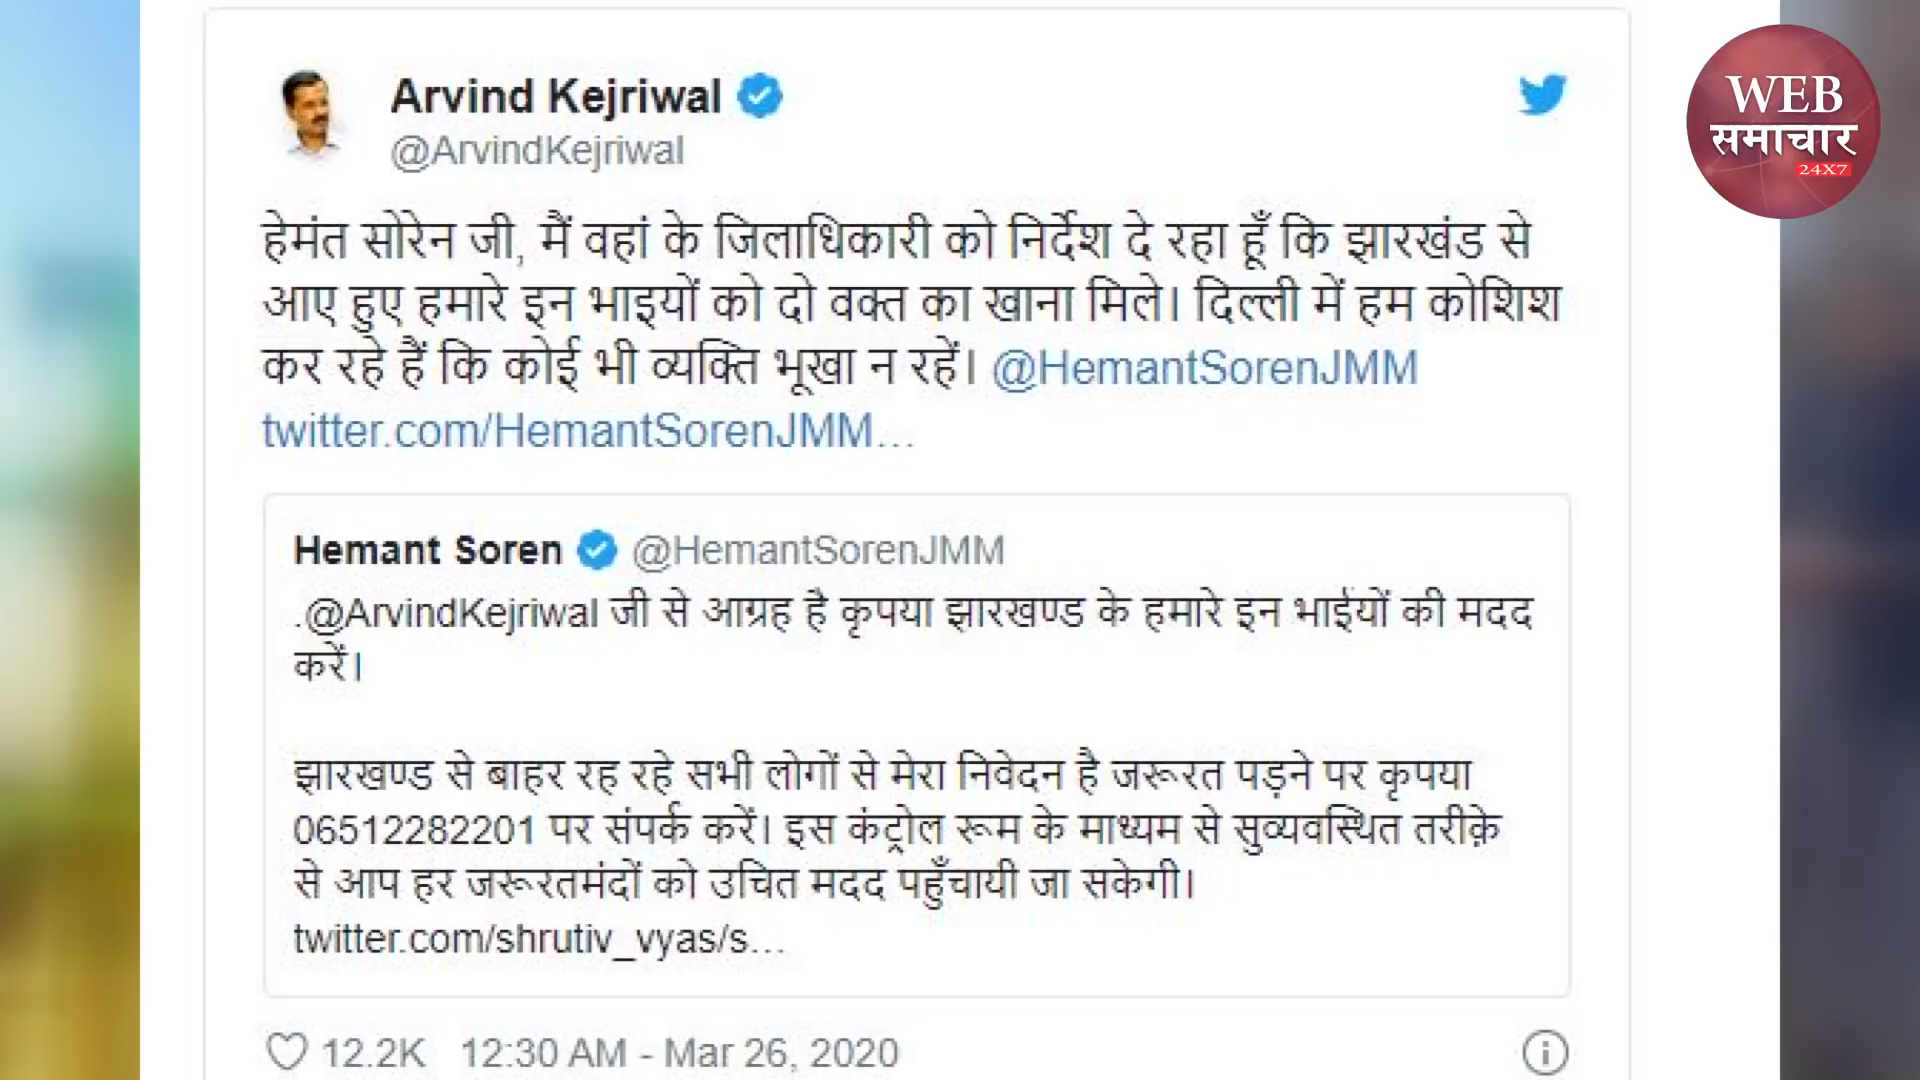 Arvind Kejriwal
@ArvindKejriwal
WEB
समाचार
24X7
हेमंत सोरेन जी, मैं वहां के जिलाधिकारी को निर्देश दे रहा हूँ कि झारखंड से
आए हुए हमारे इन भाइयों को दो वक्त का खाना मिले। दिल्ली में हम कोशिश
कर रहे हैं कि कोई भी व्यक्ति भूखा न रहें। @HemantSorenJMM
twitter.com/HemantSorenJMM…
Hemant Soren @HemantSorenJMM
.@ArvindKejriwal जी से आग्रह है कृपया झारखण्ड के हमारे इन भाईयों की मदद
करें।
झारखण्ड से बाहर रह रहे सभी लोगों से मेरा निवेदन है जरूरत पड़ने पर कृपया
06512282201 पर संपर्क करें। इस कंट्रोल रूम के माध्यम से सुव्यवस्थित तरीक़े
से आप हर जरूरतमंदों को उचित मदद पहुँचायी जा सकेगी।
twitter.com/shrutiv_vyas/s…
12.2K 12:30 AM - Mar 26, 2020